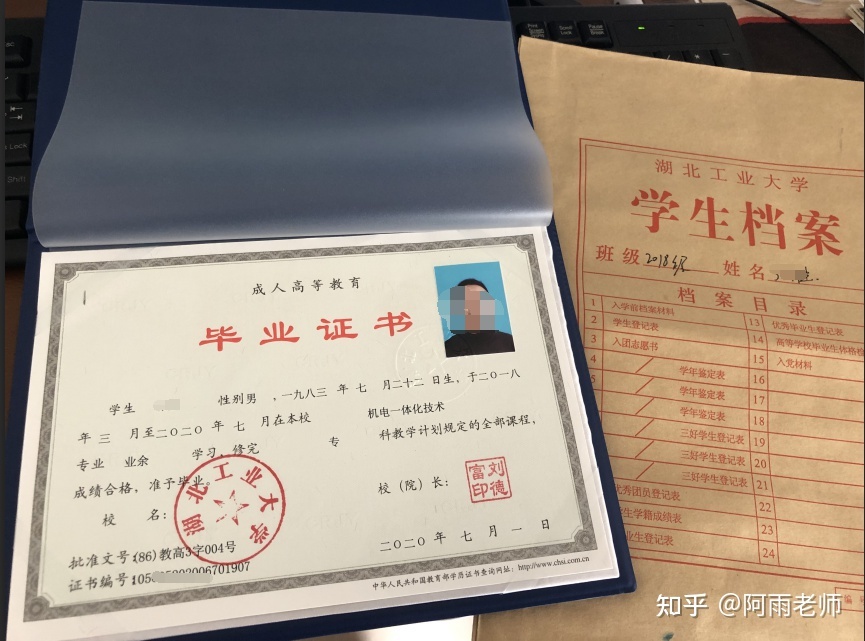 成人高等教育
毕业证书
学生 性别男 ，一九八三 年 七 月二十二 日生，于二〇一八
年 三 月至二〇二〇 年 七 月在本校 机电一体化技术
专业 业余 学习，修完 专 科教学计划规定的全部课程，
成绩合格，准予毕业。
校 名：
湖北工业大学
校（院）长：
刘德富印
批准文号：(86)教高3字004号
二〇二〇 年 七 月 一 日
证书编号：
中华人民共和国教育部学历证书查询网址：http://www.chsi.com.cn
湖北工业大学
学生档案
班级 2018级 姓名
档案目录
1 入学前档案材料
2 学生登记表
3 入团志愿书
4
5
学年鉴定表
学年鉴定表
学年鉴定表
三好学生登记表
三好学生登记表
三好学生登记表
优秀团员登记表
生学籍成绩表
业生登记表
13 优秀毕业生登记表
14 高等学校毕业生体格检
15 入党材料
16
17
18
19
20
21
22
23
24
知乎 @阿雨老师
Print Screen
Scroll Lock
Pause Break